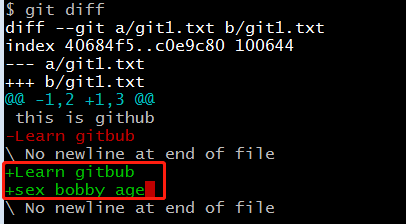 $ git diff
diff --git a/git1.txt b/git1.txt
index 40684f5..c0e9c80 100644
--- a/git1.txt
+++ b/git1.txt
@@ -1,2 +1,3 @@
 this is github
-Learn gitbub
\ No newline at end of file
+Learn gitbub
+sex bobby age
\ No newline at end of file